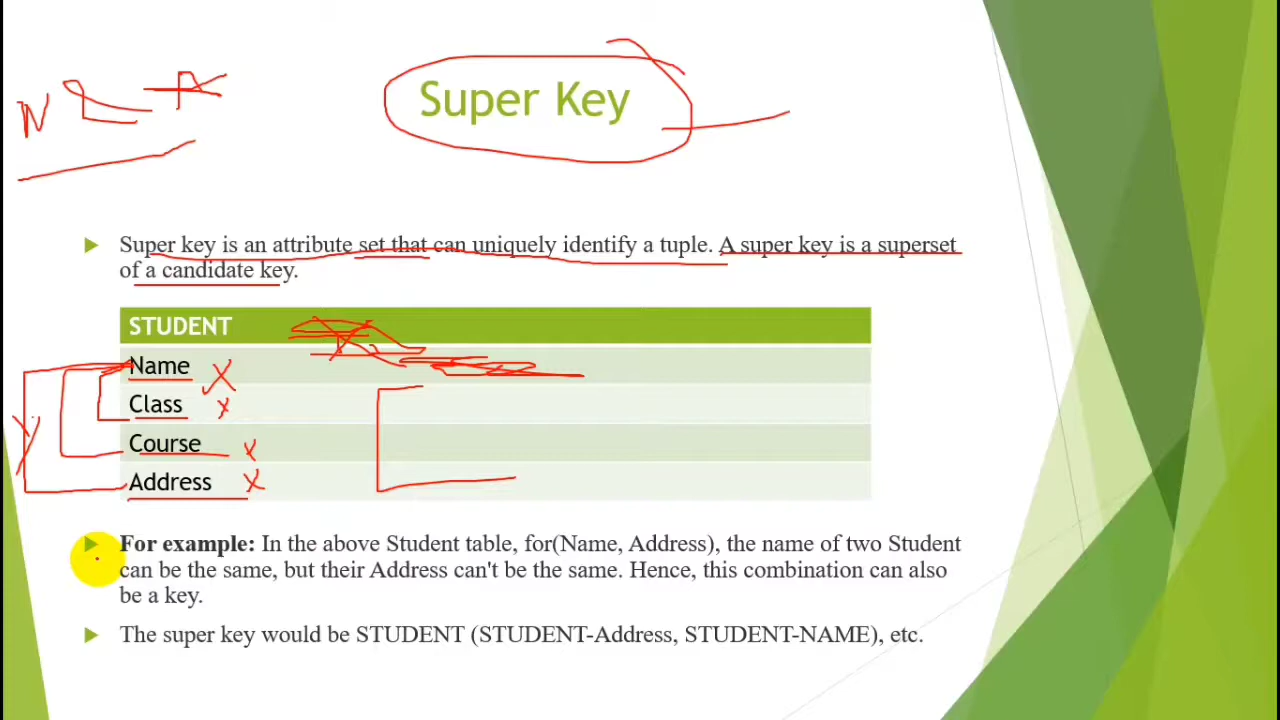 N A
Super Key
Super key is an attribute set that can uniquely identify a tuple. A super key is a superset
of a candidate key.
STUDENT
Name X
Class x
Course x
Address X
For example: In the above Student table, for(Name, Address), the name of two Student
can be the same, but their Address can't be the same. Hence, this combination can also
be a key.
The super key would be STUDENT (STUDENT-Address, STUDENT-NAME), etc.